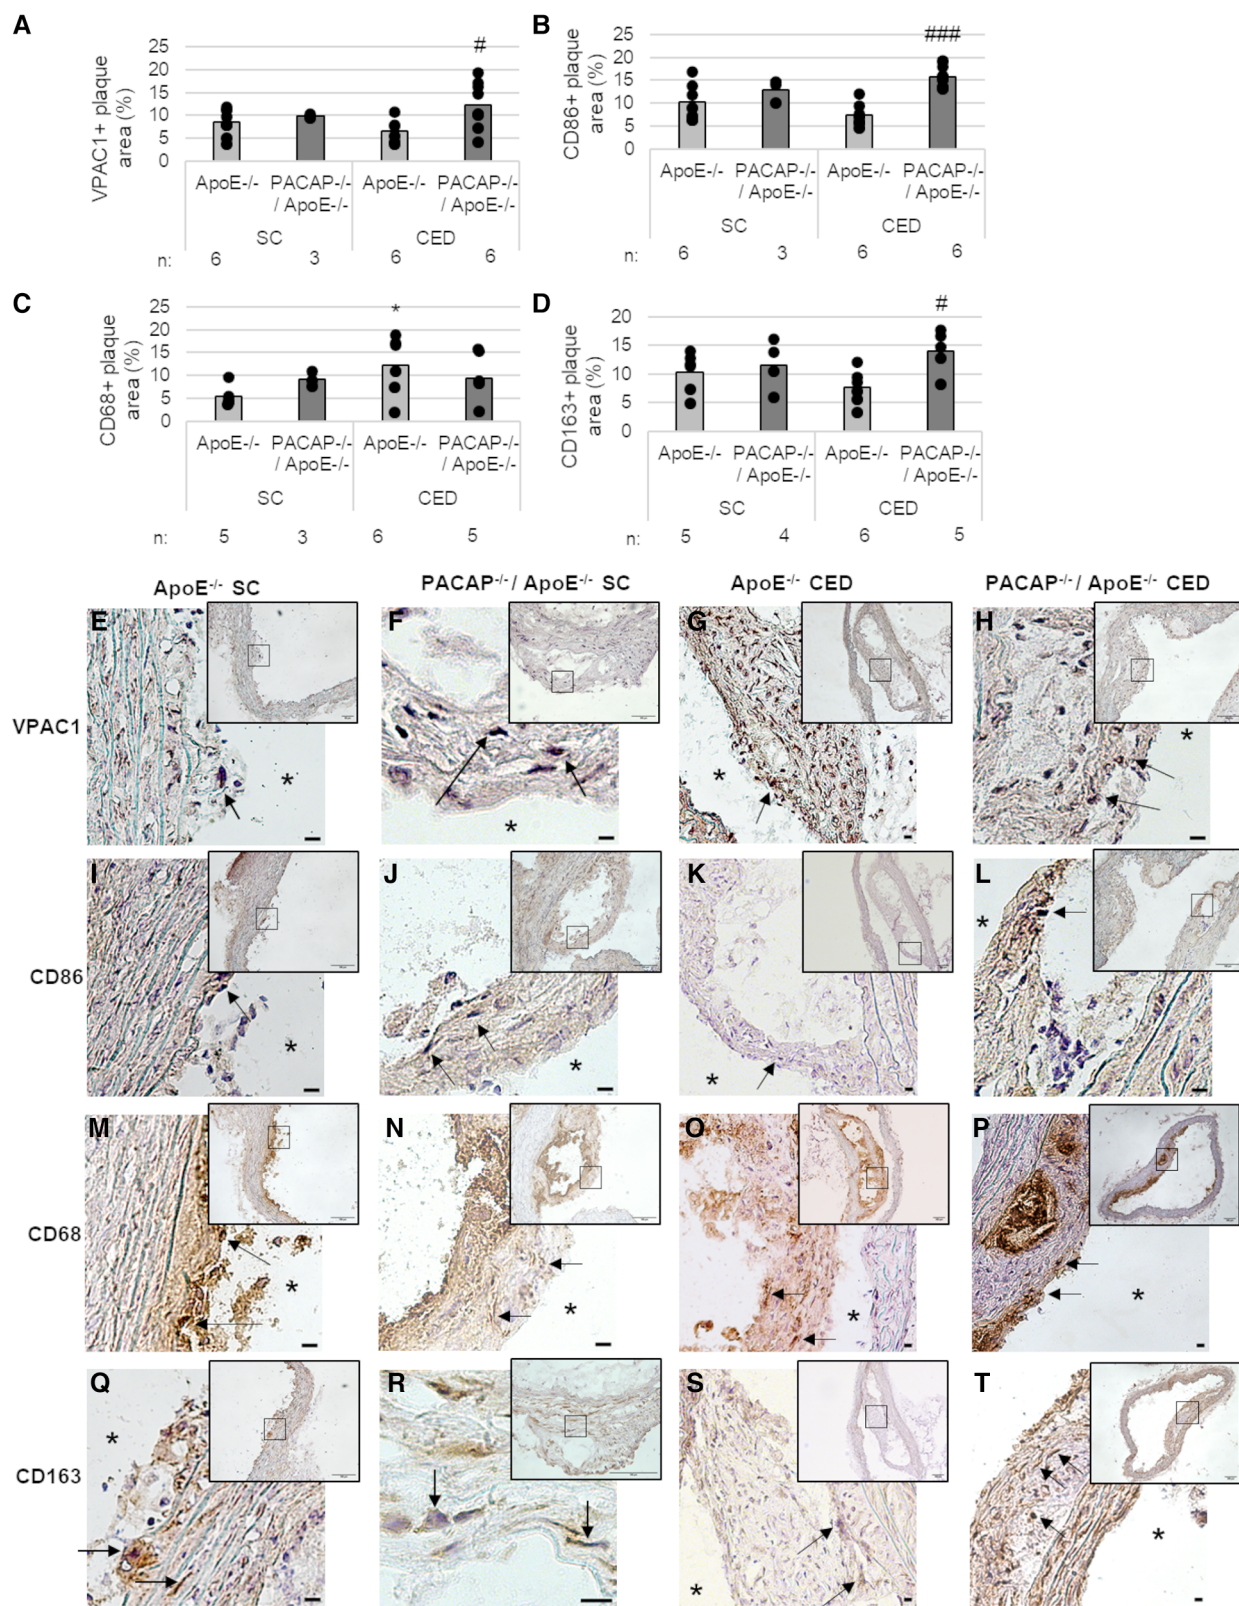 A
VPAC1+ plaque
area (%)
25
20
15
10
5
0
#
ApoE-/-
PACAP-/-
/ ApoE-/-
ApoE-/-
PACAP-/-
/ ApoE-/-
SC
CED
n:
6
3
6
6
B
CD86+ plaque
area (%)
25
20
15
10
5
0
###
ApoE-/-
PACAP-/-
/ ApoE-/-
ApoE-/-
PACAP-/-
/ ApoE-/-
SC
CED
n:
6
3
6
6
C
CD68+ plaque
area (%)
25
20
15
10
5
0
*
ApoE-/-
PACAP-/-
/ ApoE-/-
ApoE-/-
PACAP-/-
/ ApoE-/-
SC
CED
n:
5
3
6
5
D
CD163+ plaque
area (%)
20
15
10
5
0
#
ApoE-/-
PACAP-/-
/ ApoE-/-
ApoE-/-
PACAP-/-
/ ApoE-/-
SC
CED
n:
5
4
6
5
ApoE-/- SC
PACAP-/-/ ApoE-/- SC
ApoE-/- CED
PACAP-/-/ ApoE-/- CED
VPAC1
E
*
F
*
G
*
H
*
CD86
I
*
J
*
K
*
L
*
CD68
M
*
N
*
O
*
P
*
CD163
Q
*
R
S
*
T
*